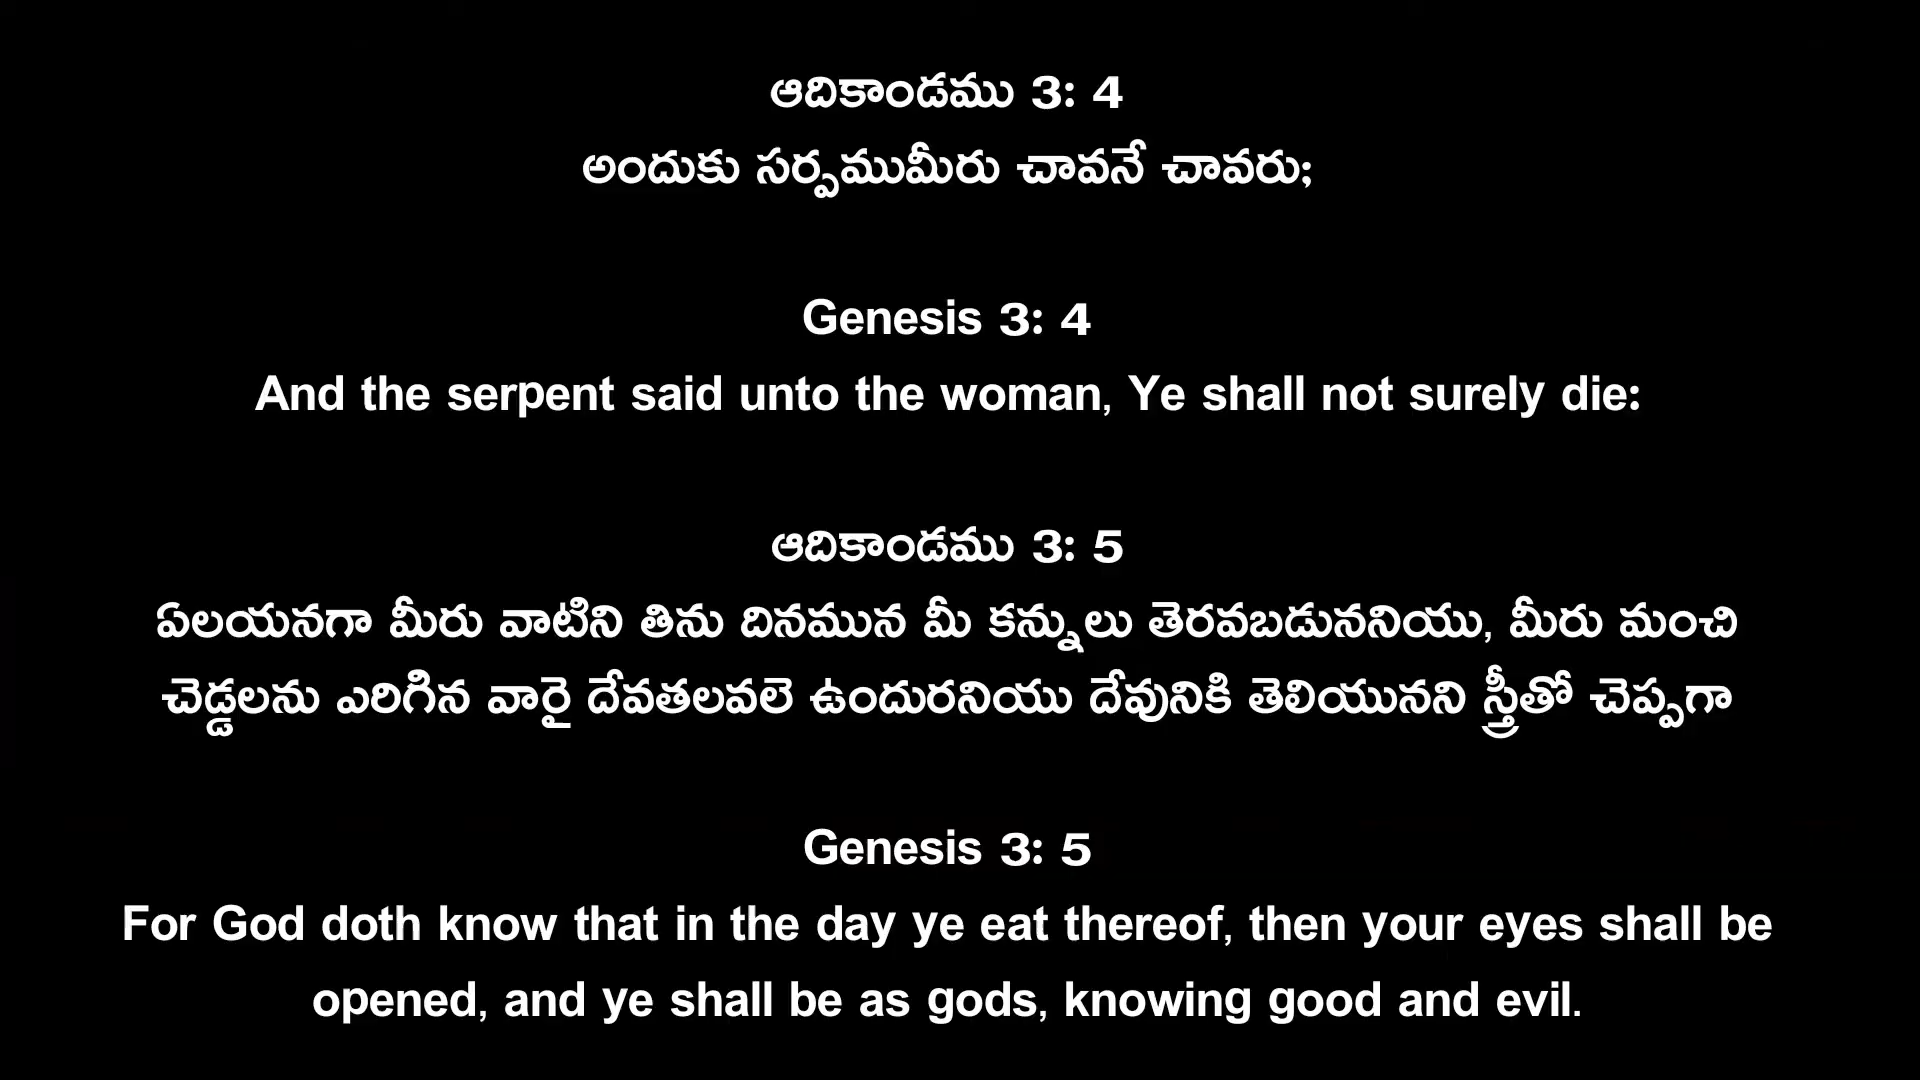 ఆదికాండము 3: 4
అందుకు సర్పముమీరు చావనే చావరు;
Genesis 3: 4
And the serpent said unto the woman, Ye shall not surely die:
ఆదికాండము 3: 5
ఏలయనగా మీరు వాటిని తిను దినమున మీ కన్నులు తెరవబడుననియు, మీరు మంచి
చెడ్డలను ఎరిగిన వారై దేవతలవలె ఉందురనియు దేవునికి తెలియునని స్త్రీతో చెప్పగా
Genesis 3: 5
For God doth know that in the day ye eat thereof, then your eyes shall be
opened, and ye shall be as gods, knowing good and evil.